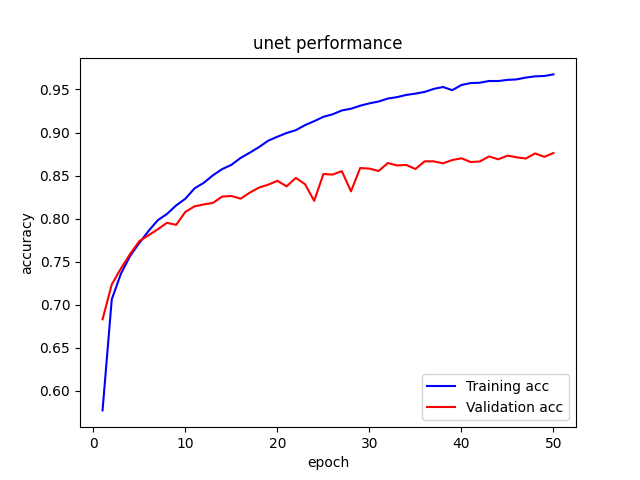 unet performance
accuracy
0.95
0.90
0.85
0.80
0.75
0.70
0.65
0.60
Training acc
Validation acc
0 10 20 30 40 50
epoch